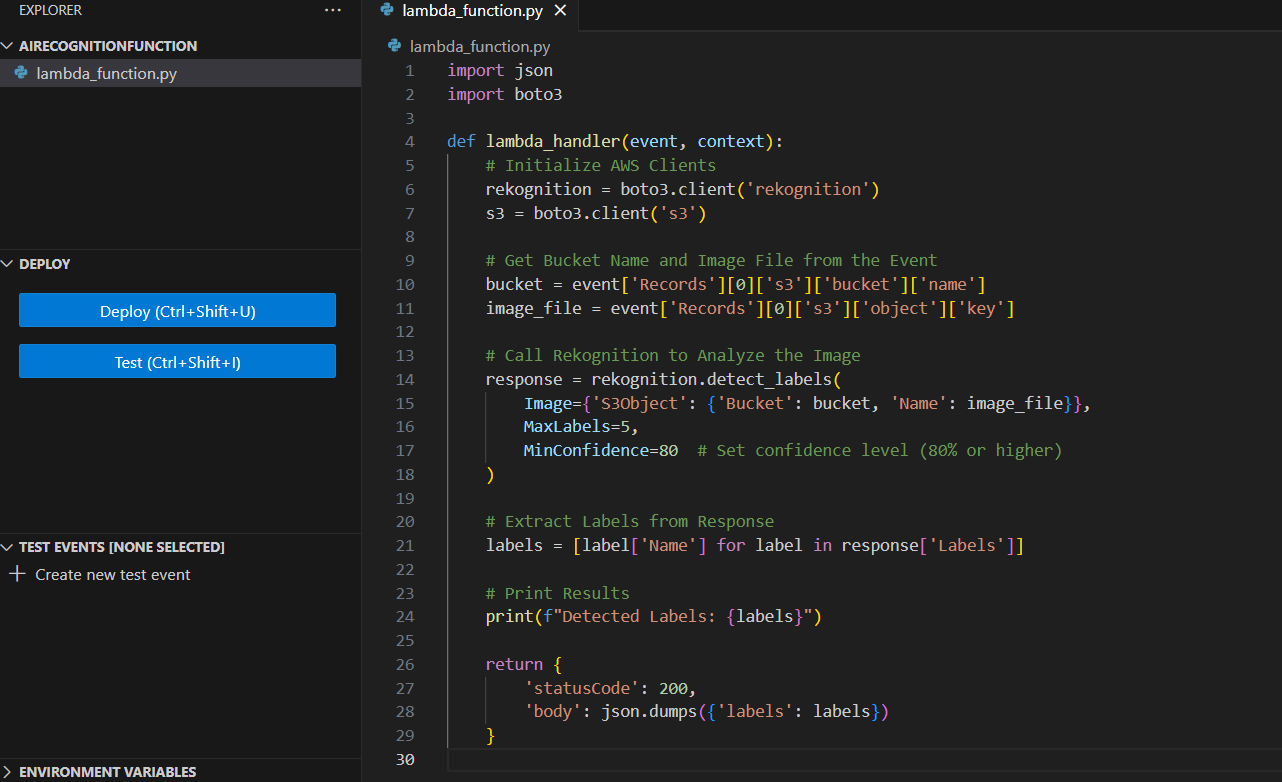 EXPLORER
AIRECOGNITIONFUNCTION
lambda_function.py
DEPLOY
Deploy (Ctrl+Shift+U)
Test (Ctrl+Shift+I)
TEST EVENTS [NONE SELECTED]
Create new test event
ENVIRONMENT VARIABLES
lambda_function.py
lambda_function.py
1 import json
2 import boto3
3
4 def lambda_handler(event, context):
5     # Initialize AWS Clients
6     rekognition = boto3.client('rekognition')
7     s3 = boto3.client('s3')
8
9     # Get Bucket Name and Image File from the Event
10     bucket = event['Records'][0]['s3']['bucket']['name']
11     image_file = event['Records'][0]['s3']['object']['key']
12
13     # Call Rekognition to Analyze the Image
14     response = rekognition.detect_labels(
15         Image={'S3Object': {'Bucket': bucket, 'Name': image_file}},
16         MaxLabels=5,
17         MinConfidence=80  # Set confidence level (80% or higher)
18     )
19
20     # Extract Labels from Response
21     labels = [label['Name'] for label in response['Labels']]
22
23     # Print Results
24     print(f"Detected Labels: {labels}")
25
26     return {
27         'statusCode': 200,
28         'body': json.dumps({'labels': labels})
29     }
30